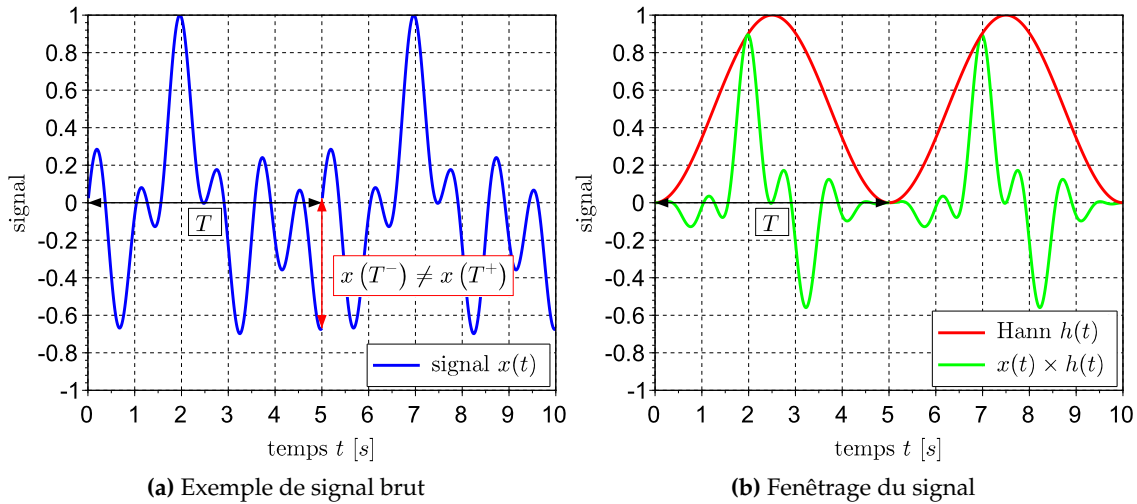 1
0.8
0.6
0.4
0.2
0
-0.2
-0.4
-0.6
-0.8
-1
signal
T
x (T⁻) ≠ x (T⁺)
signal x(t)
0 1 2 3 4 5 6 7 8 9 10
temps t [s]
(a) Exemple de signal brut
1
0.8
0.6
0.4
0.2
0
-0.2
-0.4
-0.6
-0.8
-1
signal
T
Hann h(t)
x(t) × h(t)
0 1 2 3 4 5 6 7 8 9 10
temps t [s]
(b) Fenêtrage du signal